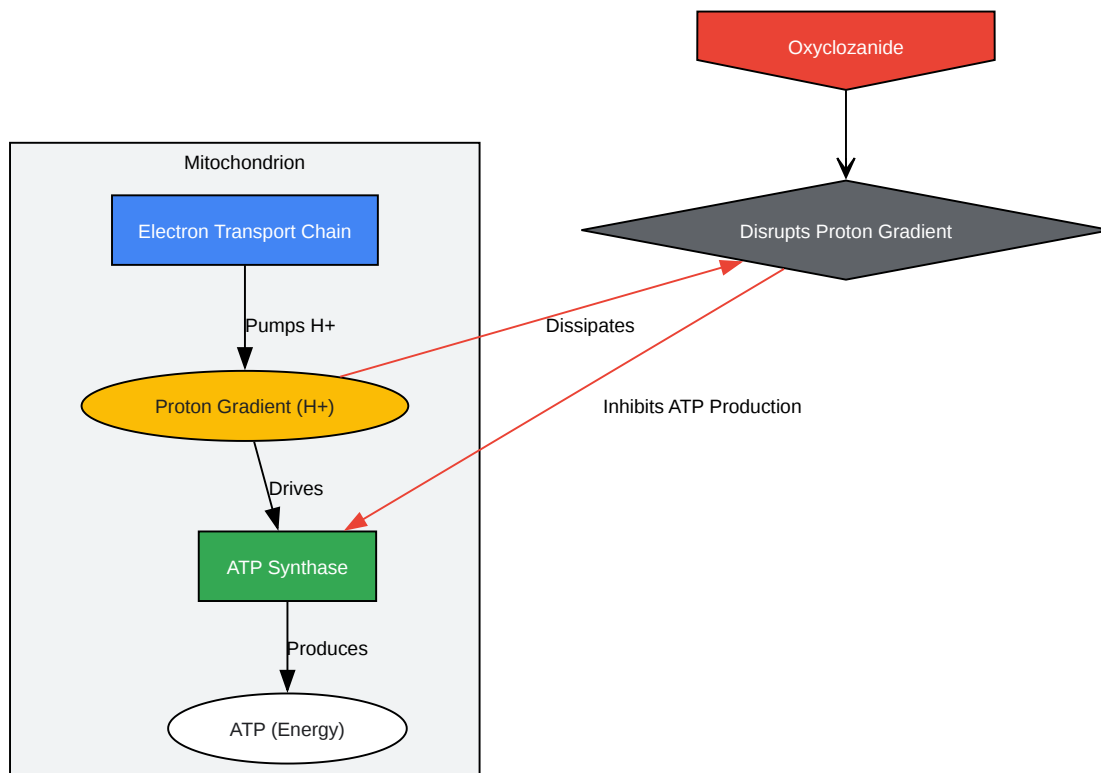 Oxyclozanide
Mitochondrion
Electron Transport Chain
Disrupts Proton Gradient
Pumps H+
Dissipates
Proton Gradient (H+)
Inhibits ATP Production
Drives
ATP Synthase
Produces
ATP (Energy)